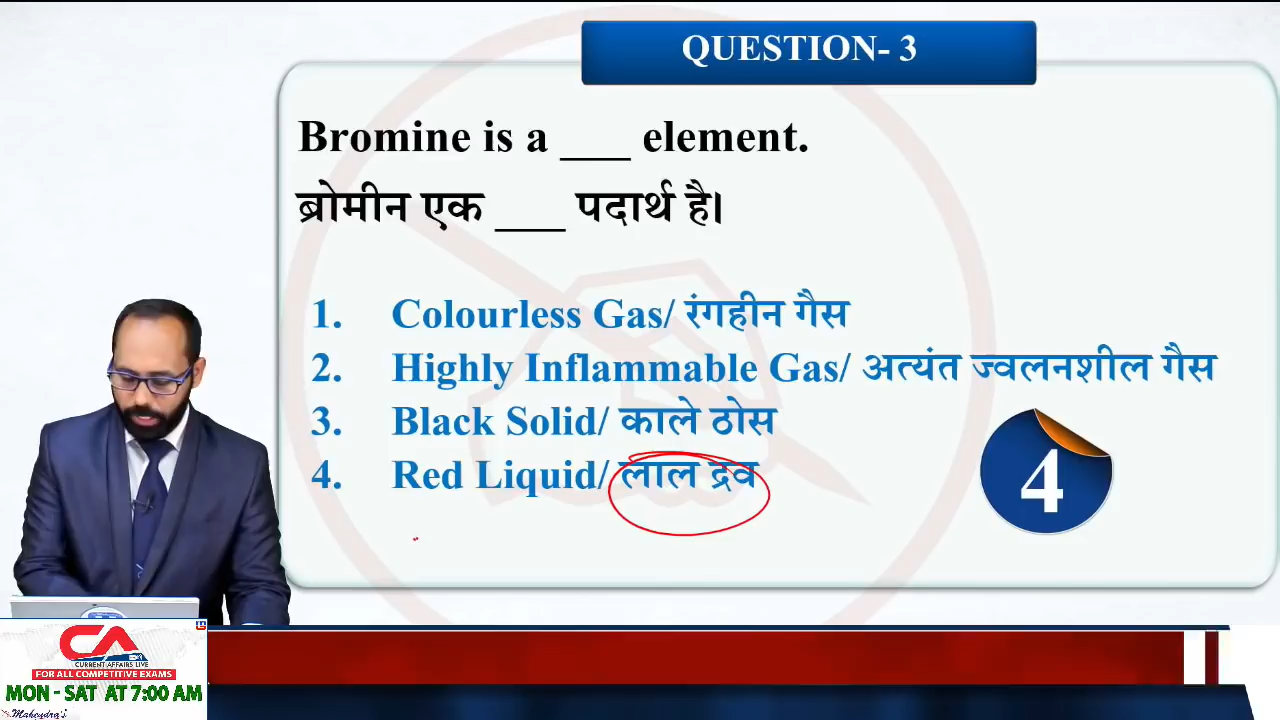 QUESTION- 3
Bromine is a ___ element.
ब्रोमीन एक ___ पदार्थ है।
1. Colourless Gas/ रंगहीन गैस
2. Highly Inflammable Gas/ अत्यंत ज्वलनशील गैस
3. Black Solid/ काले ठोस
4. Red Liquid/ लाल द्रव
4
CA
CURRENT AFFAIRS LIVE
FOR ALL COMPETITIVE EXAMS
MON - SAT AT 7:00 AM
Mahendra's